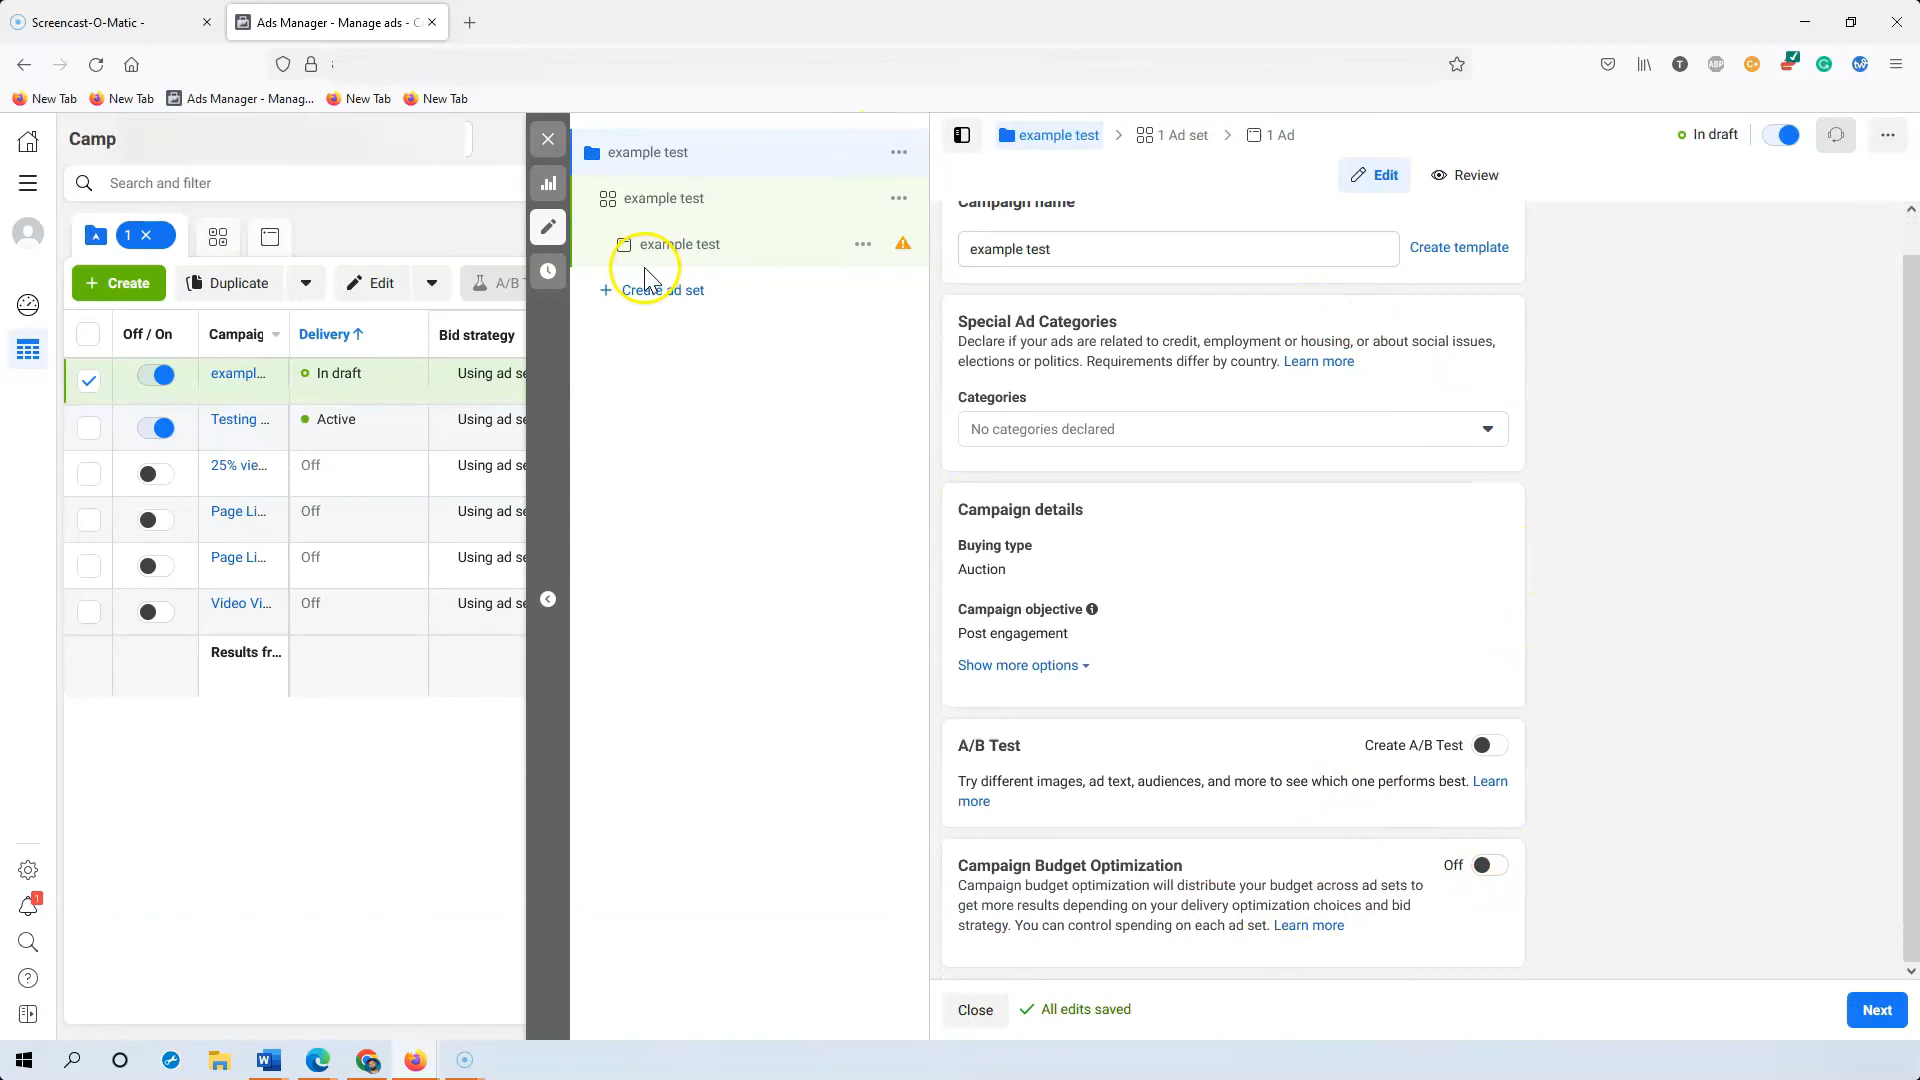 Screencast-O-Matic -
Ads Manager - Manage ads - C
New Tab
New Tab
Ads Manager - Manag...
New Tab
New Tab
Camp
Search and filter
1
Create
Duplicate
Edit
A/B T
Off / On
Campaig
Delivery
Bid strategy
exampl...
In draft
Using ad se
Testing ...
Active
Using ad se
25% vie...
Off
Using ad se
Page Li...
Off
Using ad se
Page Li...
Off
Using ad se
Video Vi...
Off
Using ad se
Results fr...
example test
example test
example test
Create ad set
example test
1 Ad set
1 Ad
In draft
Edit
Review
Campaign name
example test
Create template
Special Ad Categories
Declare if your ads are related to credit, employment or housing, or about social issues,
elections or politics. Requirements differ by country. Learn more
Categories
No categories declared
Campaign details
Buying type
Auction
Campaign objective
Post engagement
Show more options
A/B Test
Create A/B Test
Try different images, ad text, audiences, and more to see which one performs best. Learn
more
Campaign Budget Optimization
Off
Campaign budget optimization will distribute your budget across ad sets to
get more results depending on your delivery optimization choices and bid
strategy. You can control spending on each ad set. Learn more
Close
All edits saved
Next